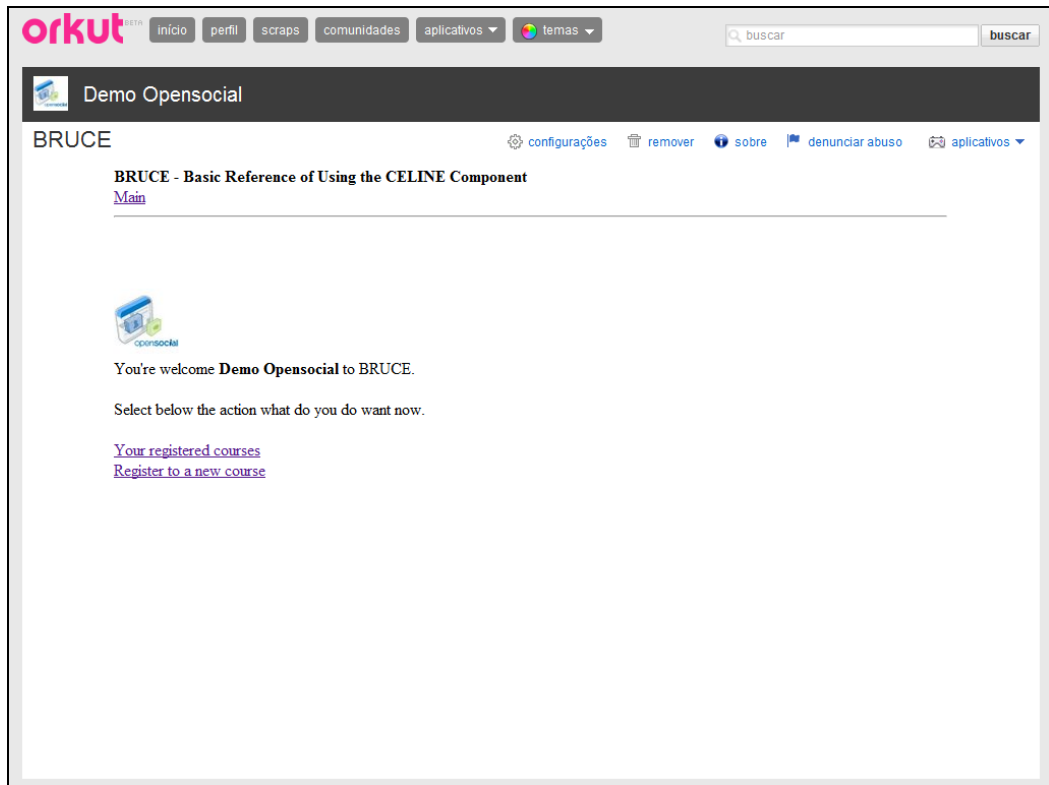 orkut BETA início perfil scraps comunidades aplicativos temas buscar buscar
Demo Opensocial
BRUCE configurações remover sobre denunciar abuso aplicativos
BRUCE - Basic Reference of Using the CELINE Component
Main
opensocial
You're welcome Demo Opensocial to BRUCE.
Select below the action what do you do want now.
Your registered courses
Register to a new course